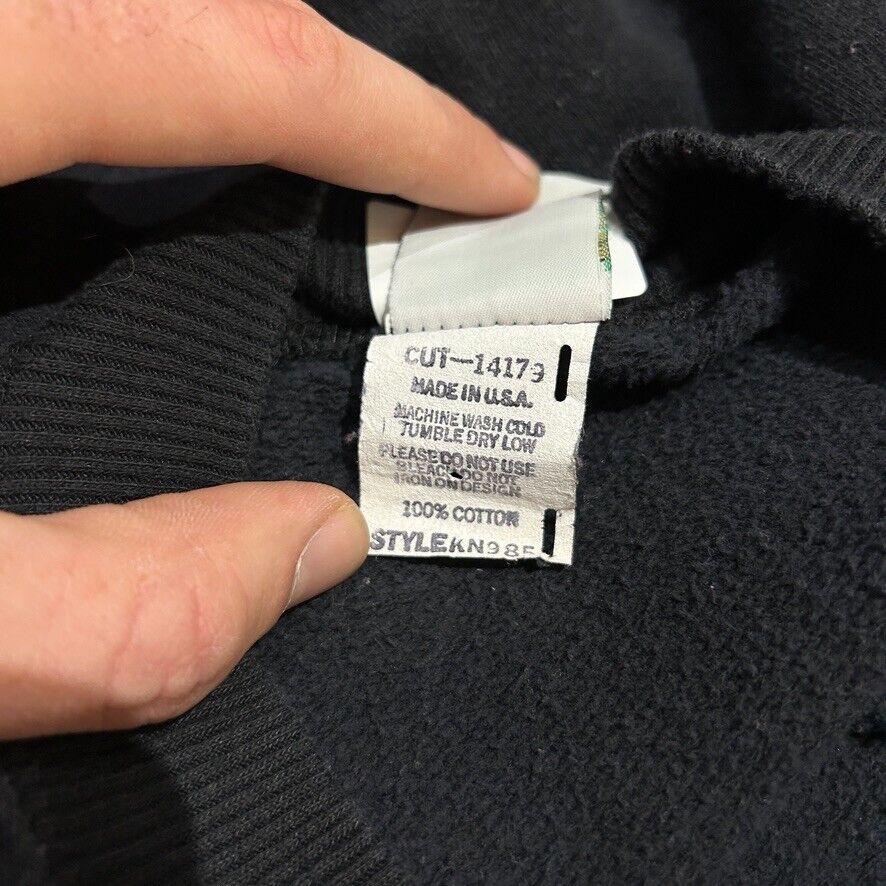 CUT—14179
MADE IN U.S.A.
MACHINE WASH COLD
TUMBLE DRY LOW
PLEASE DO NOT USE
BLEACH DO NOT
IRON ON DESIGN
100% COTTON
STYLE KN985